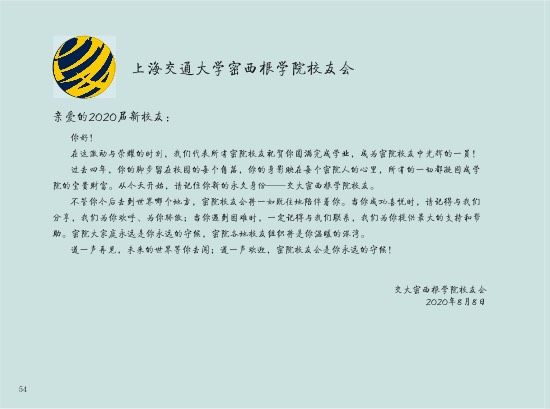 上海交通大学密西根学院校友会
亲爱的2020届新校友：
你好！
在这激动与荣耀的时刻，我们代表所有密院校友祝贺你圆满完成学业，成为密院校友中光辉的一员！
过去四年，你的脚步留在校园的每个角落，你的身影映在每个密院人的心里，所有的一切都凝固成学
院的宝贵财富。从今天开始，请记住你新的永久身份——交大密西根学院校友。
不管你今后去到世界哪个地方，密院校友会将一如既往地陪伴着你。当你成功喜悦时，请记得与我们
分享，我们为你欢呼、为你骄傲；当你遇到困难时，一定记得与我们联系，我们为你提供最大的支持和帮
助。密院大家庭永远是你永远的守候，密院各地校友组织将是你温暖的港湾。
道一声再见，未来的世界等你去闯；道一声欢迎，密院校友会是你永远的守候！
交大密西根学院校友会
2020年8月8日
54